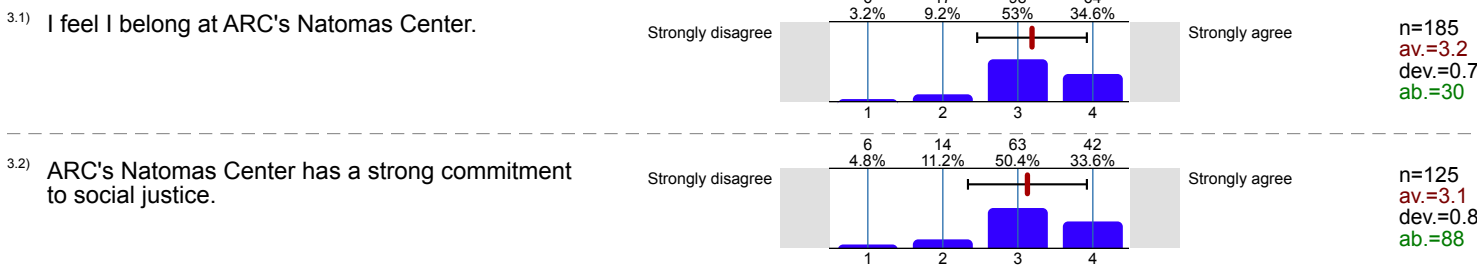 3.2% 9.2% 53% 34.6%
3.1) I feel I belong at ARC's Natomas Center.
Strongly disagree Strongly agree
n=185
av.=3.2
dev.=0.7
ab.=30
1 2 3 4
6 14 63 42
4.8% 11.2% 50.4% 33.6%
3.2) ARC's Natomas Center has a strong commitment
to social justice.
Strongly disagree Strongly agree
n=125
av.=3.1
dev.=0.8
ab.=88
1 2 3 4